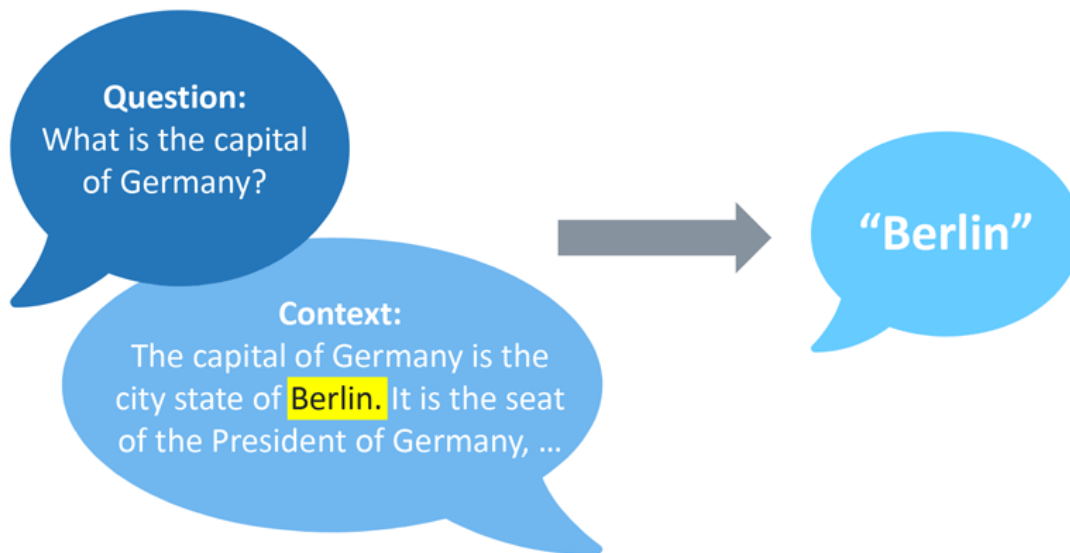 Question:
What is the capital
of Germany?
Context:
The capital of Germany is the
city state of Berlin. It is the seat
of the President of Germany, ...
“Berlin”